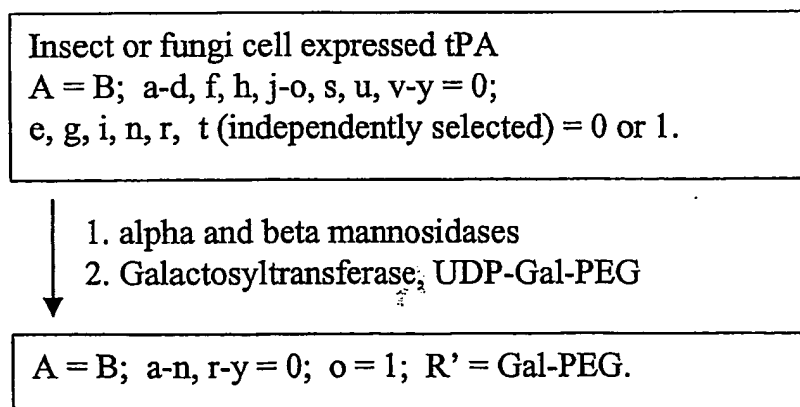 Insect or fungi cell expressed tPA
A = B; a-d, f, h, j-o, s, u, v-y = 0;
e, g, i, n, r, t (independently selected) = 0 or 1.
1. alpha and beta mannosidases
2. Galactosyltransferase, UDP-Gal-PEG
A = B; a-n, r-y = 0; o = 1; R' = Gal-PEG.